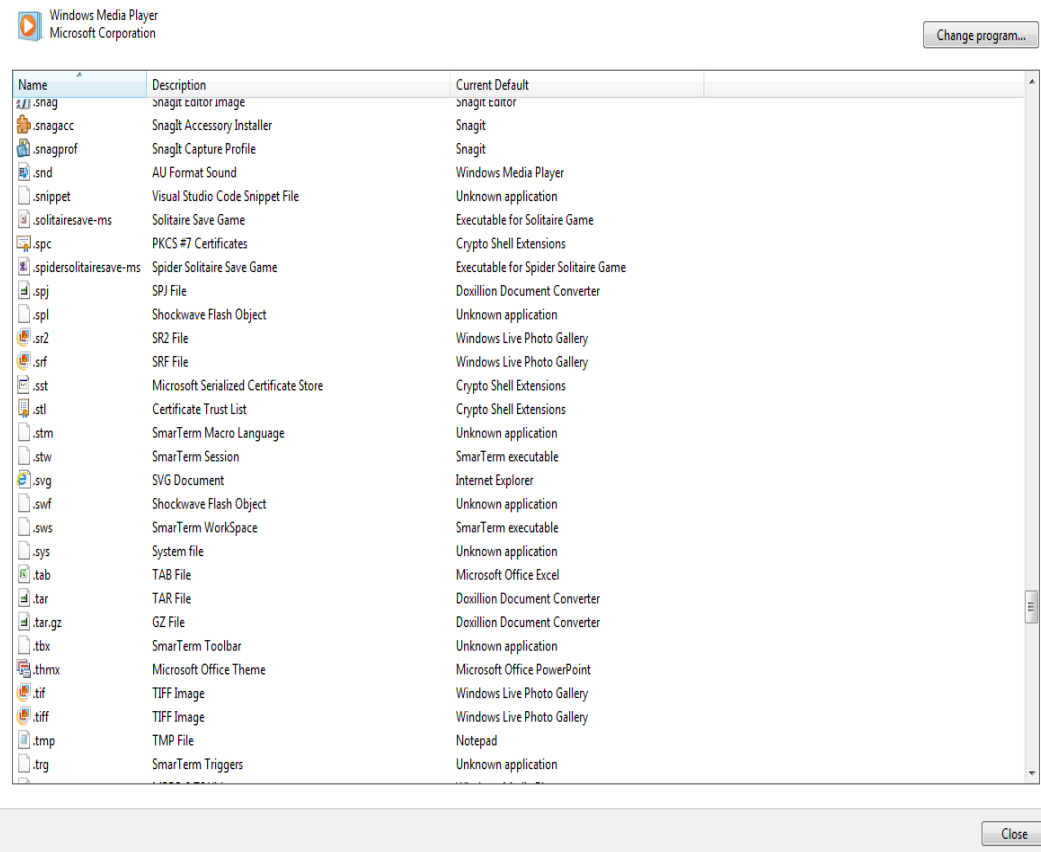 Windows Media Player
Microsoft Corporation
Change program...
Name Description Current Default
.snag SnagIt Editor Image SnagIt Editor
.snagacc SnagIt Accessory Installer Snagit
.snagprof SnagIt Capture Profile Snagit
.snd AU Format Sound Windows Media Player
.snippet Visual Studio Code Snippet File Unknown application
.solitairesave-ms Solitaire Save Game Executable for Solitaire Game
.spc PKCS #7 Certificates Crypto Shell Extensions
.spidersolitairesave-ms Spider Solitaire Save Game Executable for Spider Solitaire Game
.spj SPJ File Doxillion Document Converter
.spl Shockwave Flash Object Unknown application
.sr2 SR2 File Windows Live Photo Gallery
.srf SRF File Windows Live Photo Gallery
.sst Microsoft Serialized Certificate Store Crypto Shell Extensions
.stl Certificate Trust List Crypto Shell Extensions
.stm SmarTerm Macro Language Unknown application
.stw SmarTerm Session SmarTerm executable
.svg SVG Document Internet Explorer
.swf Shockwave Flash Object Unknown application
.sws SmarTerm WorkSpace SmarTerm executable
.sys System file Unknown application
.tab TAB File Microsoft Office Excel
.tar TAR File Doxillion Document Converter
.tar.gz GZ File Doxillion Document Converter
.tbx SmarTerm Toolbar Unknown application
.thmx Microsoft Office Theme Microsoft Office PowerPoint
.tif TIFF Image Windows Live Photo Gallery
.tiff TIFF Image Windows Live Photo Gallery
.tmp TMP File Notepad
.trg SmarTerm Triggers Unknown application
Close